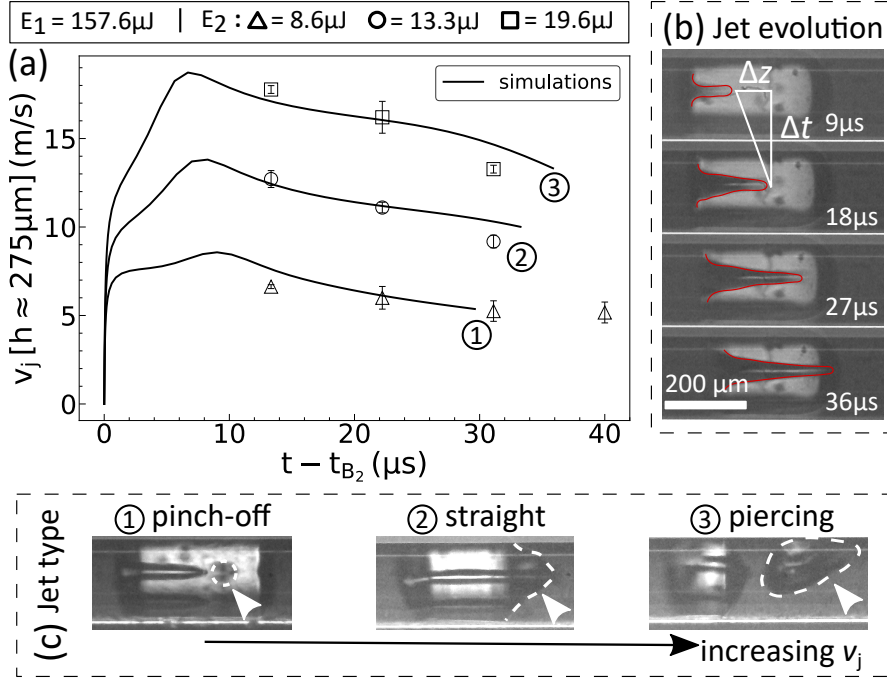 E₁ = 157.6µJ | E₂ : △ = 8.6µJ ○ = 13.3µJ □ = 19.6µJ
(a)
simulations
vⱼ [h ≈ 275µm] (m/s)
15
10
5
0
③
②
①
0 10 20 30 40
t − t_B₂ (µs)
(b) Jet evolution
Δz
Δt
9µs
18µs
27µs
200 µm
36µs
(c) Jet type
① pinch-off
② straight
③ piercing
increasing vⱼ